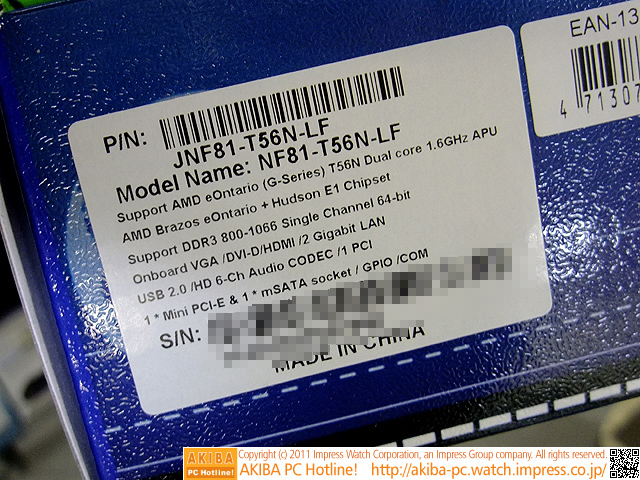 EAN-13
4 71307
P/N:
JNF81-T56N-LF
Model Name: NF81-T56N-LF
Support AMD eOntario (G-Series) T56N Dual core 1.6GHz APU
AMD Brazos eOntario + Hudson E1 Chipset
Support DDR3 800-1066 Single Channel 64-bit
Onboard VGA /DVI-D/HDMI /2 Gigabit LAN
USB 2.0 /HD 6-Ch Audio CODEC /1 PCI
1 * Mini PCI-E & 1 * mSATA socket / GPIO /COM
S/N:
MADE IN CHINA
AKIBA PC Hotline!
Copyright (c) 2011 Impress Watch Corporation, an Impress Group company. All rights reserved.
AKIBA PC Hotline! http://akiba-pc.watch.impress.co.jp/